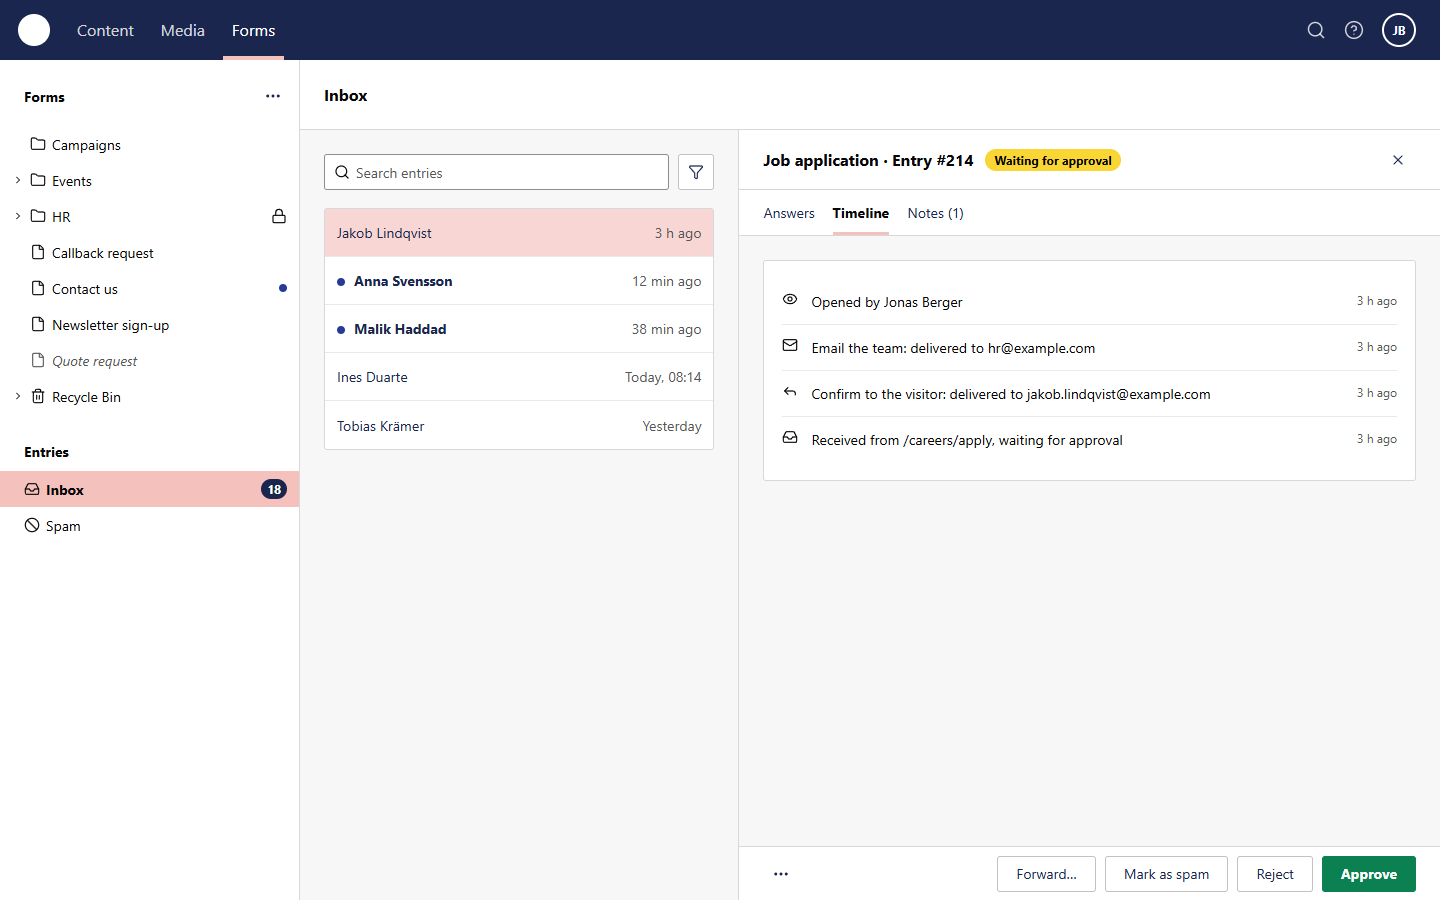 Content Media Forms JB
Forms
Campaigns
Events
HR
Callback request
Contact us
Newsletter sign-up
Quote request
Recycle Bin
Entries
Inbox 18
Spam
Inbox
Search entries
Jakob Lindqvist 3 h ago
Anna Svensson 12 min ago
Malik Haddad 38 min ago
Ines Duarte Today, 08:14
Tobias Krämer Yesterday
Job application · Entry #214 Waiting for approval
Answers Timeline Notes (1)
Opened by Jonas Berger 3 h ago
Email the team: delivered to hr@example.com 3 h ago
Confirm to the visitor: delivered to jakob.lindqvist@example.com 3 h ago
Received from /careers/apply, waiting for approval 3 h ago
Forward... Mark as spam Reject Approve